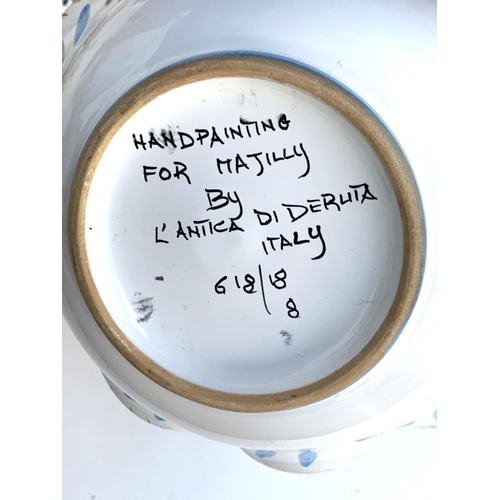 HANDPAINTING
FOR MAJILLY
By
L'ANTICA DI DERUTA
ITALY
618/18
8